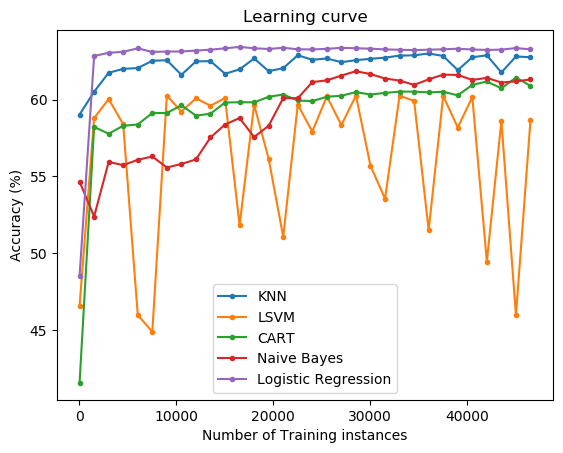 Learning curve
Accuracy (%)
60
55
50
45
KNN
LSVM
CART
Naive Bayes
Logistic Regression
0 10000 20000 30000 40000
Number of Training instances